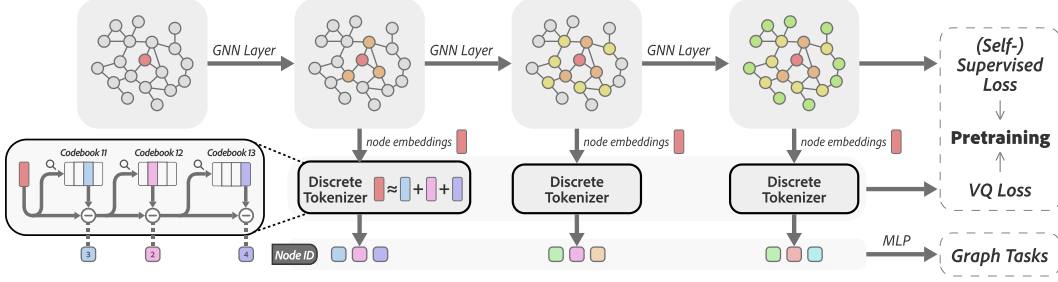 GNN Layer
GNN Layer
GNN Layer
(Self-)
Supervised
Loss
Pretraining
VQ Loss
node embeddings
node embeddings
node embeddings
Codebook 11
Codebook 12
Codebook 13
Discrete
Tokenizer
≈ + +
Discrete
Tokenizer
Discrete
Tokenizer
3
2
4
Node ID
MLP
Graph Tasks